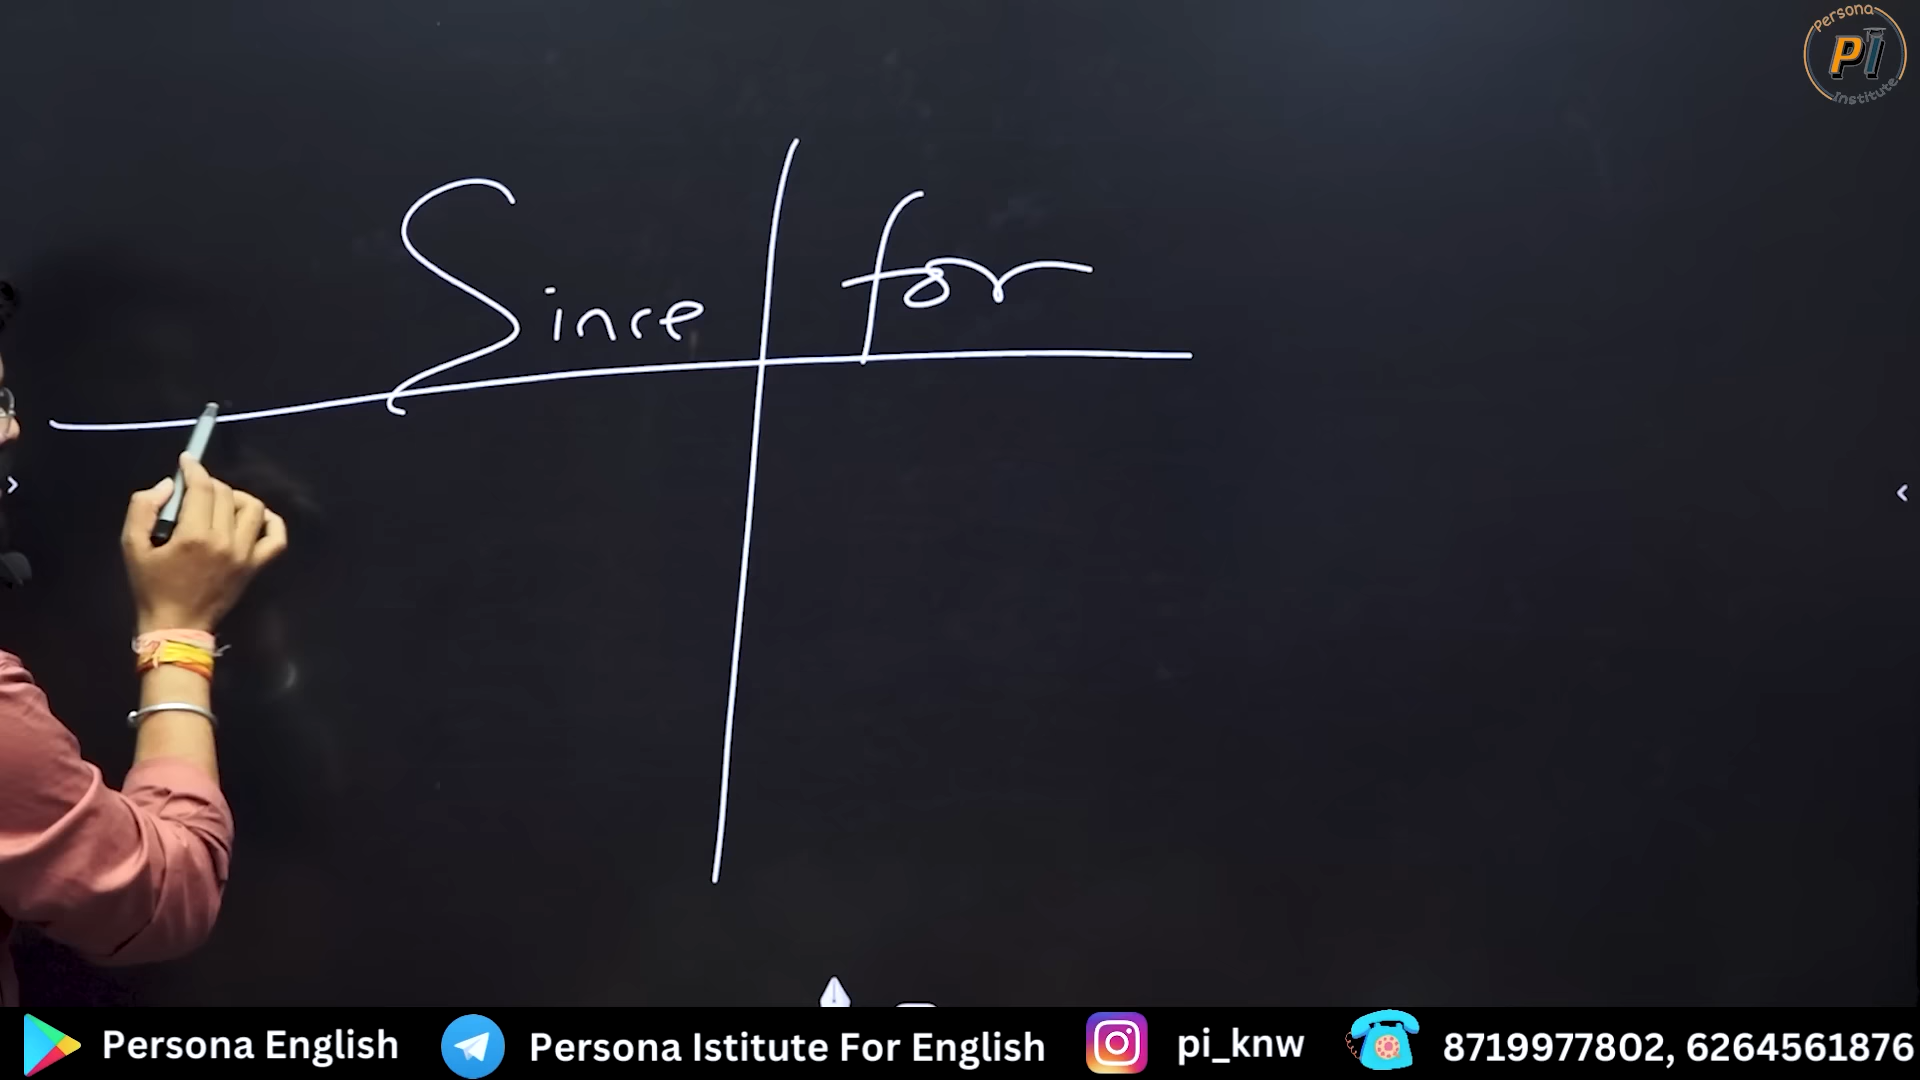 Persona
PI
Institute
Since for
Persona English
Persona Istitute For English
pi_knw
8719977802, 6264561876